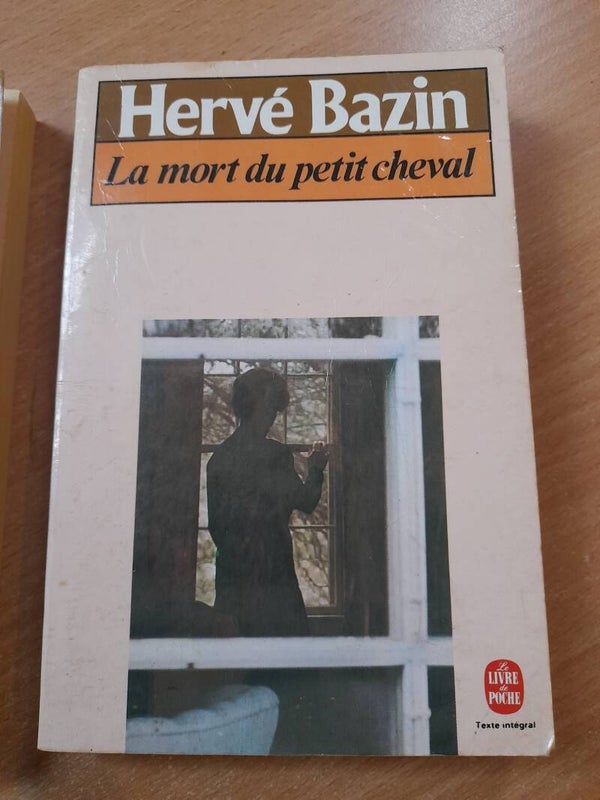 Hervé Bazin
La mort du petit cheval
Le
LIVRE
de
POCHE
Texte intégral